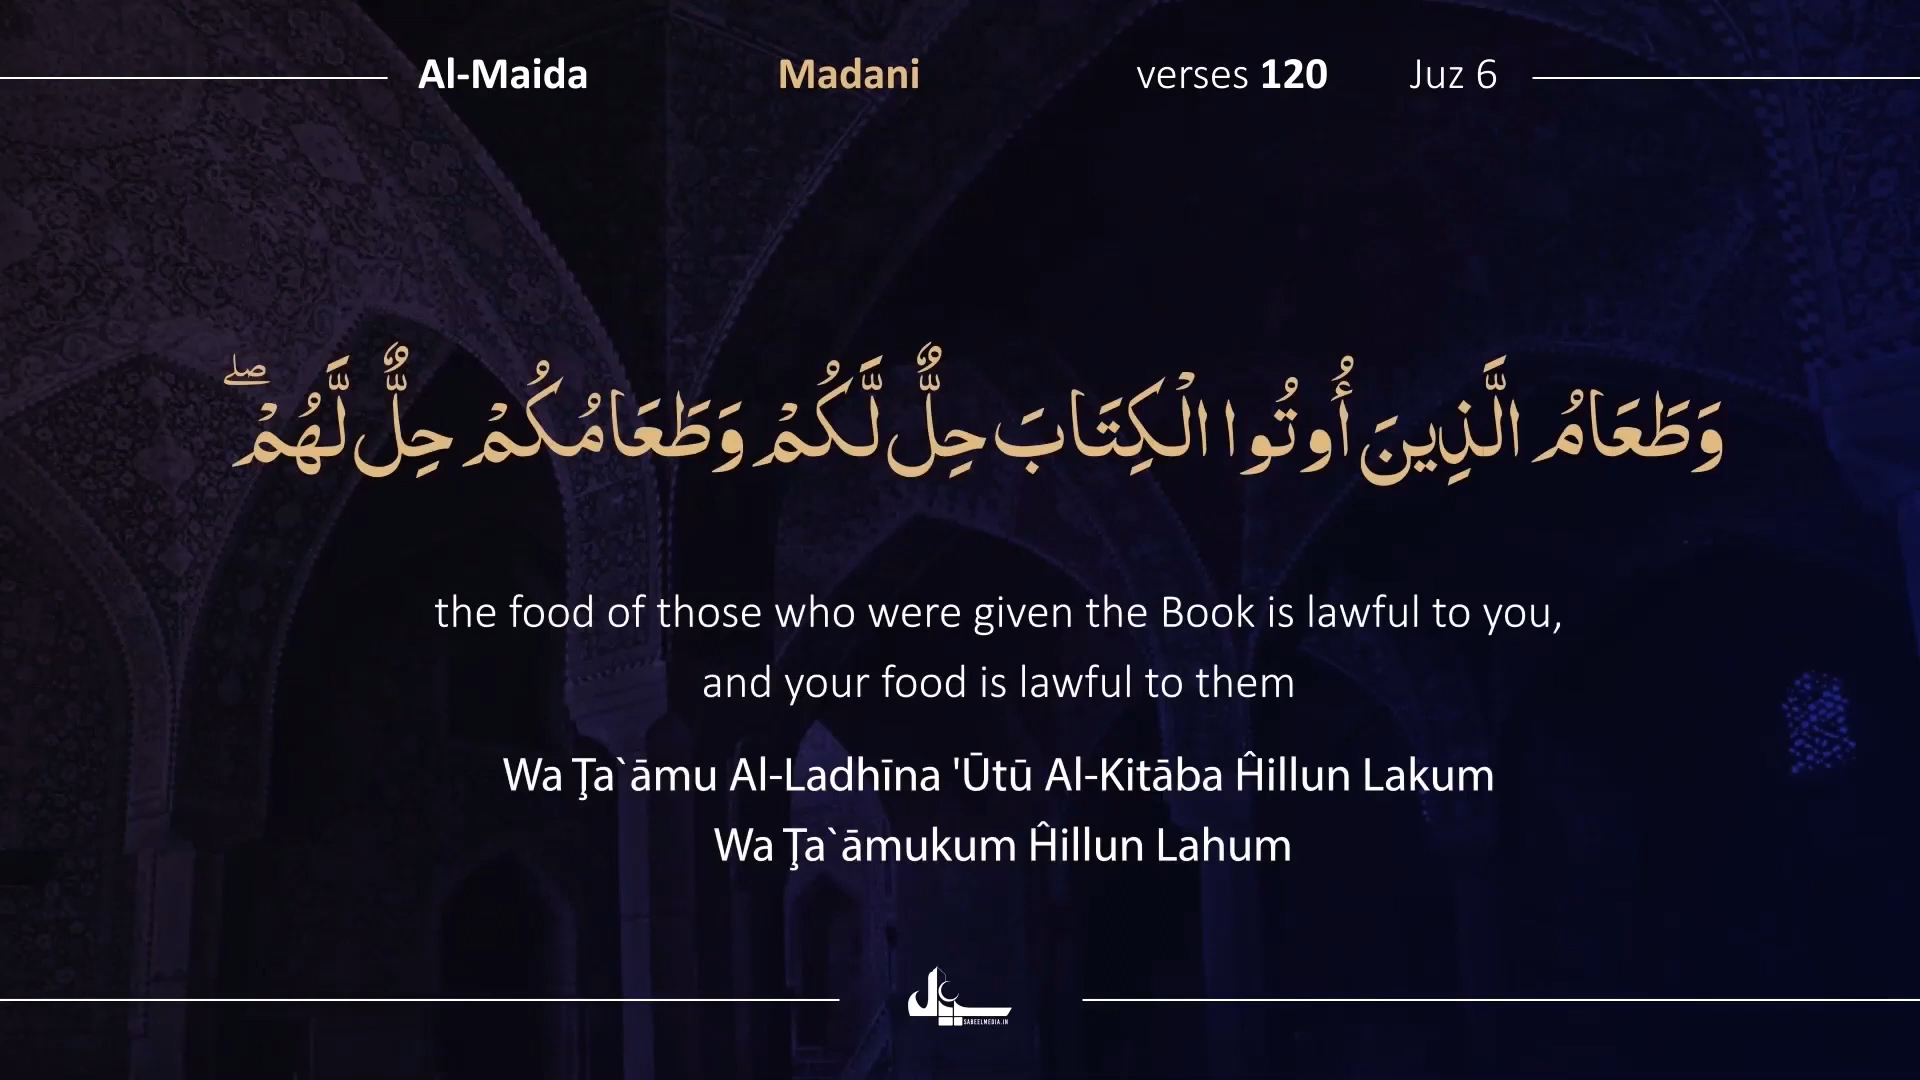 Al-Maida Madani verses 120 Juz 6
وَطَعَامُ الَّذِينَ أُوتُوا الْكِتَابَ حِلٌّ لَّكُمْ وَطَعَامُكُمْ حِلٌّ لَّهُمْ ۖ
the food of those who were given the Book is lawful to you,
and your food is lawful to them
Wa Ţa`āmu Al-Ladhīna 'Ūtū Al-Kitāba Ĥillun Lakum
Wa Ţa`āmukum Ĥillun Lahum
SABEELMEDIA.IN